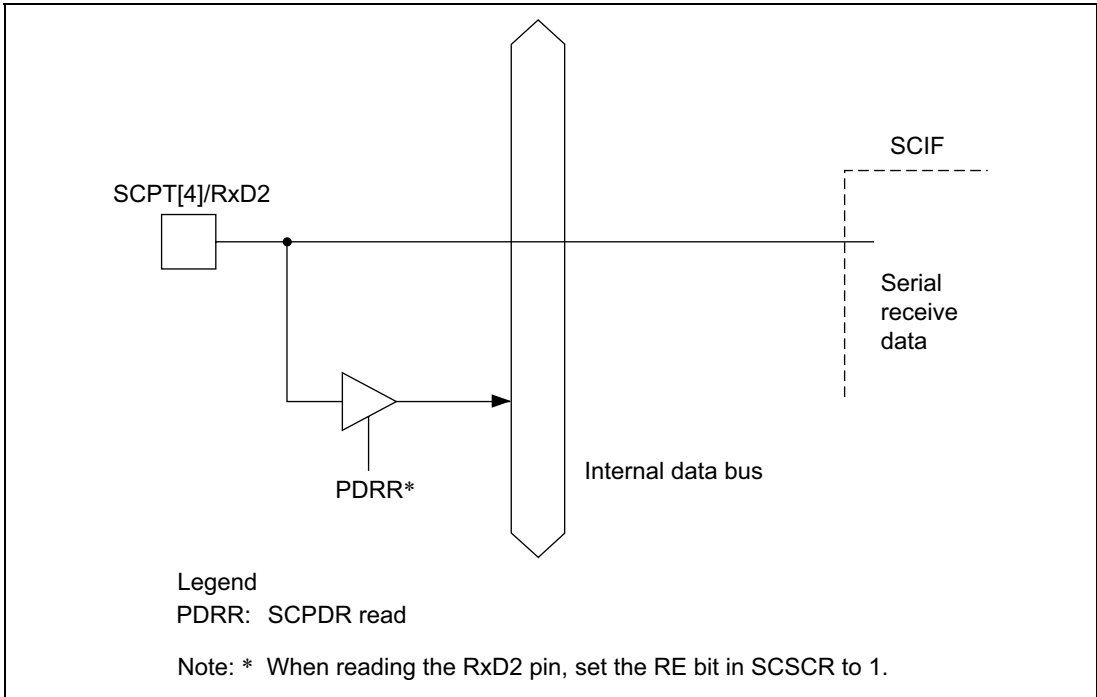 SCIF
SCPT[4]/RxD2
Serial
receive
data
Internal data bus
PDRR*
Legend
PDRR: SCPDR read
Note: * When reading the RxD2 pin, set the RE bit in SCSCR to 1.